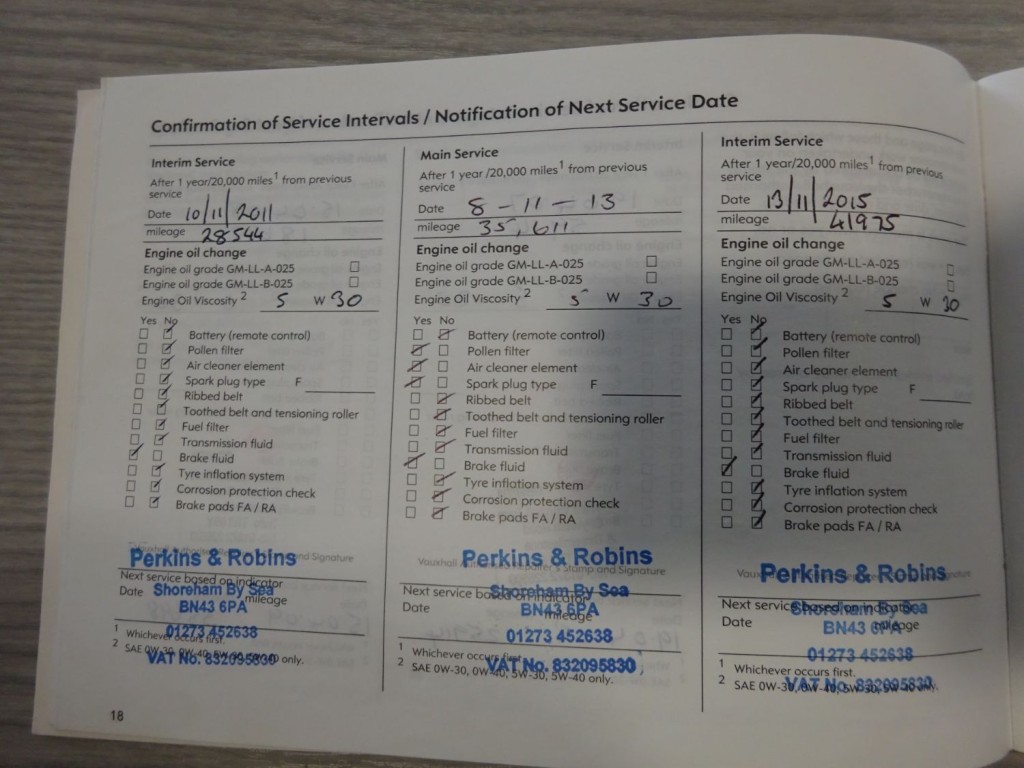 Confirmation of Service Intervals / Notification of Next Service Date
Interim Service
After 1 year/20,000 miles1 from previous
service
Date 10/11/2011
mileage 28544
Engine oil change
Engine oil grade GM-LL-A-025
Engine oil grade GM-LL-B-025
Engine Oil Viscosity 2 5 W 30
Yes No
Battery (remote control)
Pollen filter
Air cleaner element
Spark plug type F
Ribbed belt
Toothed belt and tensioning roller
Fuel filter
Transmission fluid
Brake fluid
Tyre inflation system
Corrosion protection check
Brake pads FA / RA
Perkins & Robins
and Signature
Next service based on indicator
Date Shoreham By Sea
mileage
BN43 6PA
01273 452638
1 Whichever occurs first.
2 SAE 0W-30, 0W-40, 5W-30, 5W-40 only.
VAT No. 832095830
18
Main Service
After 1 year /20,000 miles1 from previous
service
Date 8-11-13
mileage 35,611
Engine oil change
Engine oil grade GM-LL-A-025
Engine oil grade GM-LL-B-025
Engine Oil Viscosity 2 5 W 30
Yes No
Battery (remote control)
Pollen filter
Air cleaner element
Spark plug type F
Ribbed belt
Toothed belt and tensioning roller
Fuel filter
Transmission fluid
Brake fluid
Tyre inflation system
Corrosion protection check
Brake pads FA / RA
Perkins & Robins
Vauxhall Authorised Repairer's Stamp and Signature
Shoreham By Sea
Next service based on indicator
Date
BN43 6PA
mileage
01273 452638
1 Whichever occurs first.
2 SAE 0W-30, 0W-40, 5W-30, 5W-40 only.
VAT No. 832095830
Interim Service
After 1 year/20,000 miles1 from previous
service
Date 13/11/2015
mileage 41975
Engine oil change
Engine oil grade GM-LL-A-025
Engine oil grade GM-LL-B-025
Engine Oil Viscosity 2 5 W 30
Yes No
Battery (remote control)
Pollen filter
Air cleaner element
Spark plug type F
Ribbed belt
Toothed belt and tensioning roller
Fuel filter
Transmission fluid
Brake fluid
Tyre inflation system
Corrosion protection check
Brake pads FA / RA
Perkins & Robins
Next service based on indicator
Shoreham By Sea
Date
BN43 6PA
mileage
01273 452638
1 Whichever occurs first.
2 SAE 0W-30, 0W-40, 5W-30, 5W-40 only.
VAT No. 832095830